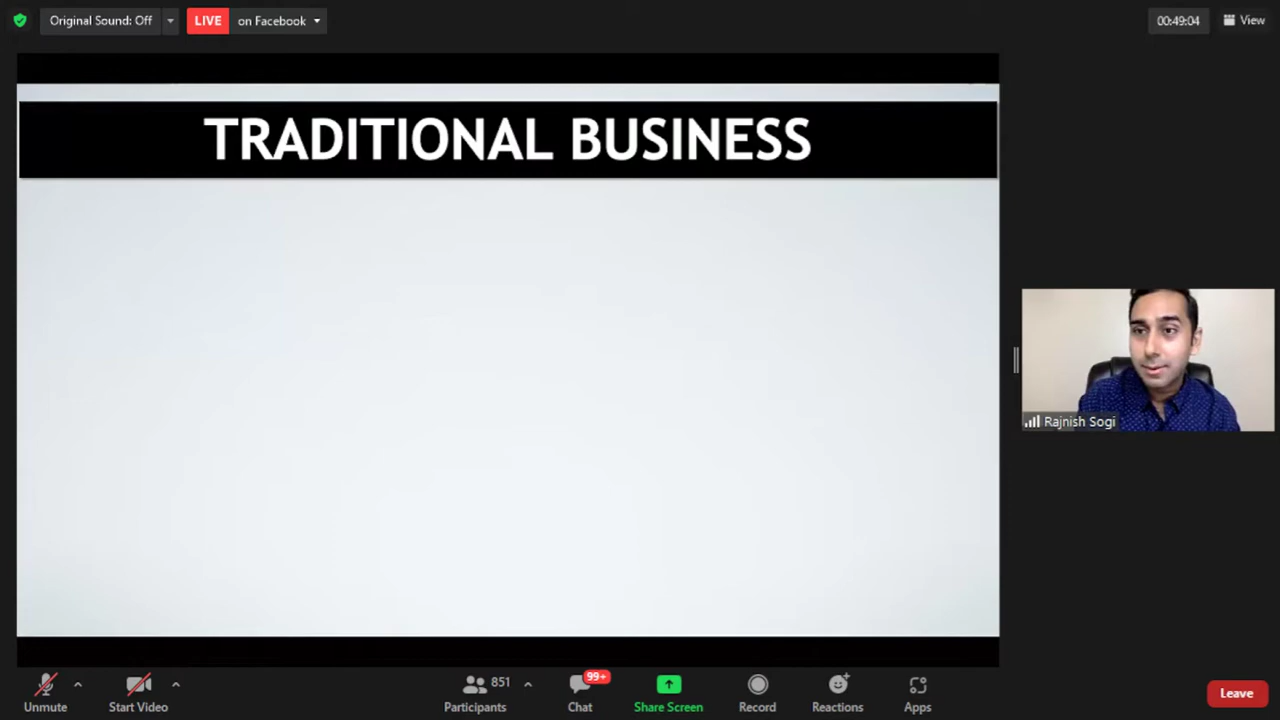 Original Sound: Off
LIVE on Facebook
00:49:04
View
TRADITIONAL BUSINESS
Rajnish Sogi
Unmute
Start Video
851
Participants
99+
Chat
Share Screen
Record
Reactions
Apps
Leave